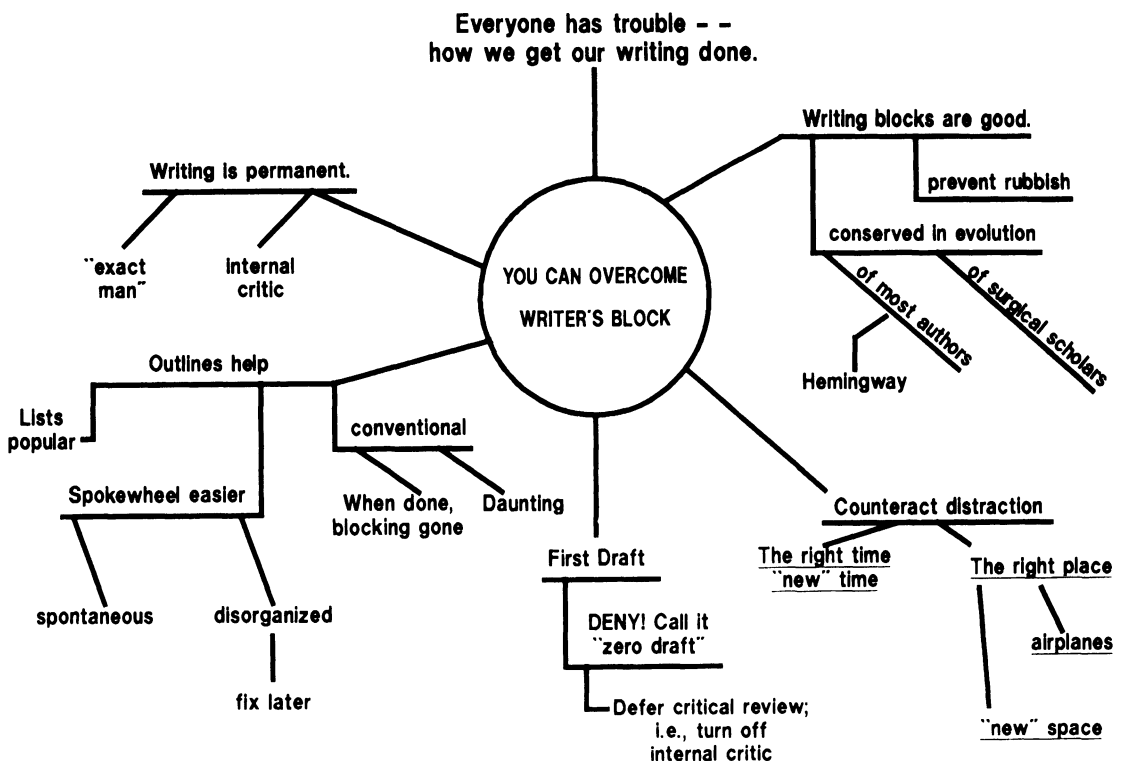 Everyone has trouble - -
how we get our writing done.
Writing blocks are good.
prevent rubbish
conserved in evolution
of most authors
of surgical scholars
Hemingway
Writing is permanent.
"exact
man"
internal
critic
YOU CAN OVERCOME
WRITER'S BLOCK
Outlines help
Lists
popular
conventional
When done,
blocking gone
Daunting
Spokewheel easier
spontaneous
disorganized
fix later
First Draft
DENY! Call it
"zero draft"
Defer critical review;
i.e., turn off
internal critic
Counteract distraction
The right time
"new" time
The right place
airplanes
"new" space